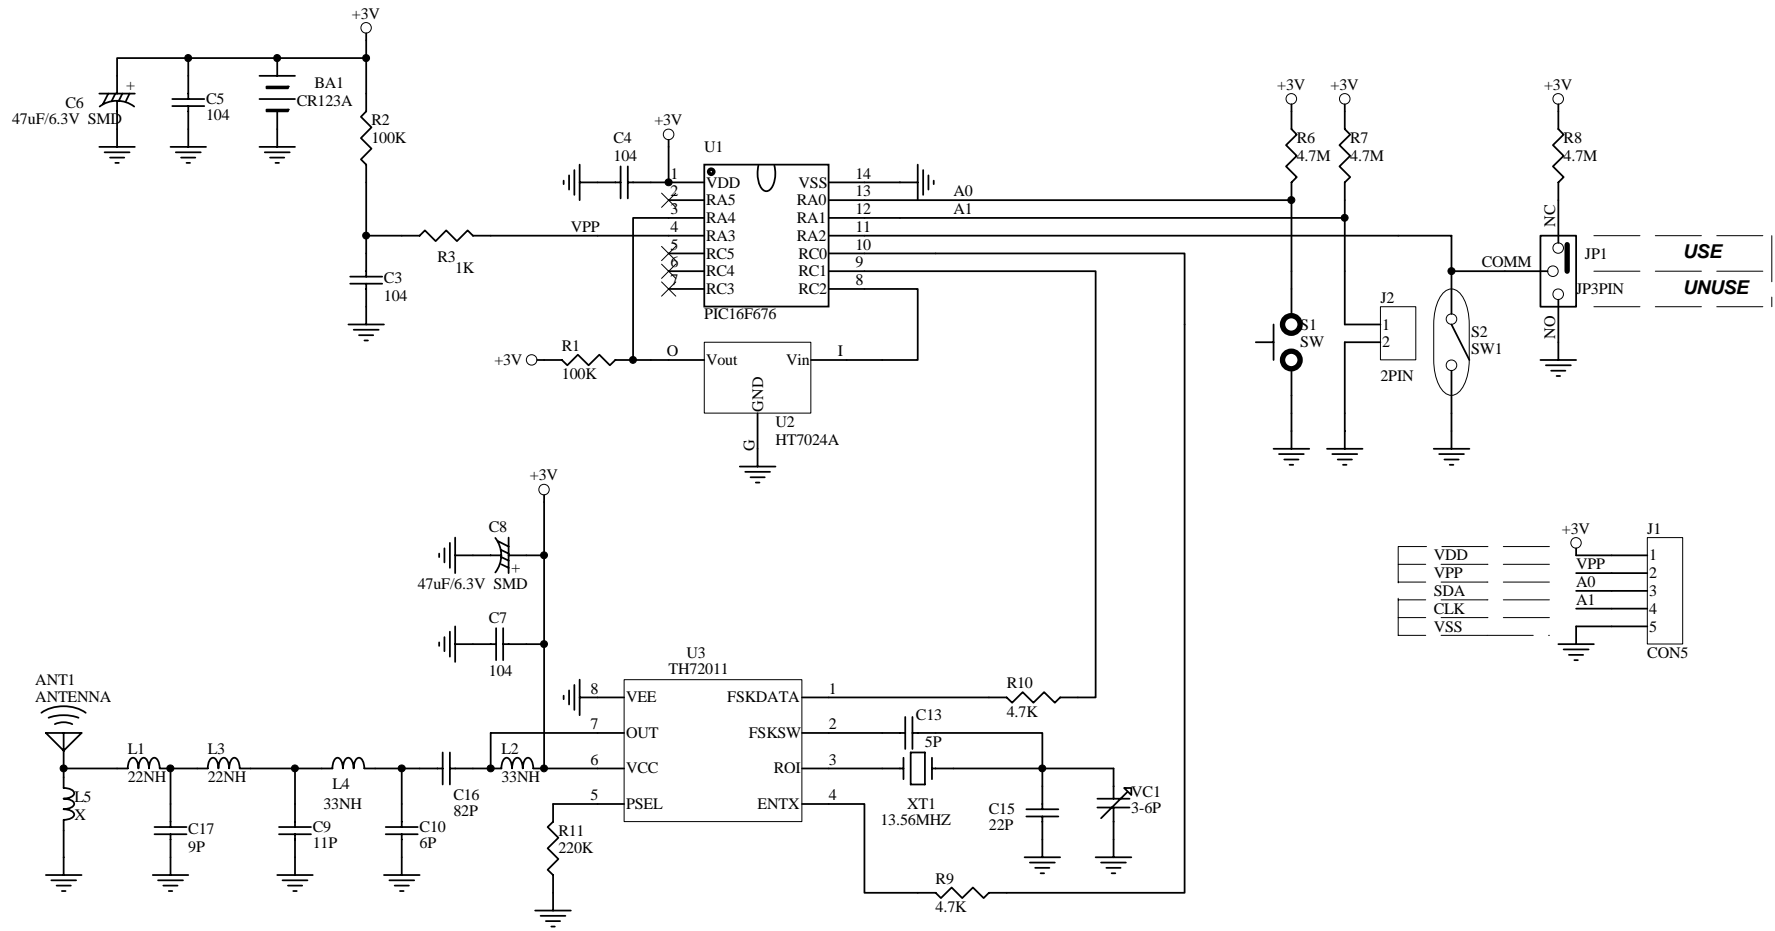 +3V
C6
47uF/6.3V SMD
+
C5
104
BA1
CR123A
R2
100K
C3
104
R3
1K
VPP
C4
104
+3V
U1
1
2
3
4
5
6
7
VDD
RA5
RA4
RA3
RC5
RC4
RC3
VSS
RA0
RA1
RA2
RC0
RC1
RC2
14
13
12
11
10
9
8
PIC16F676
A0
A1
+3V
R6
4.7M
+3V
R7
4.7M
+3V
R8
4.7M
NC
JP1
JP3PIN
NO
COMM
USE
UNUSE
S1
SW
J2
1
2
2PIN
S2
SW1
+3V
R1
100K
O
Vout
Vin
I
GND
G
U2
HT7024A
+3V
C8
+
47uF/6.3V SMD
C7
104
U3
TH72011
8
7
6
5
VEE
OUT
VCC
PSEL
FSKDATA
FSKSW
ROI
ENTX
1
2
3
4
R10
4.7K
C13
5P
XT1
13.56MHZ
C15
22P
VC1
3-6P
R9
4.7K
R11
220K
ANT1
ANTENNA
L1
22NH
L3
22NH
L4
33NH
L2
33NH
L5
X
C17
9P
C9
11P
C10
6P
C16
82P
VDD
VPP
SDA
CLK
VSS
+3V
VPP
A0
A1
J1
1
2
3
4
5
CON5